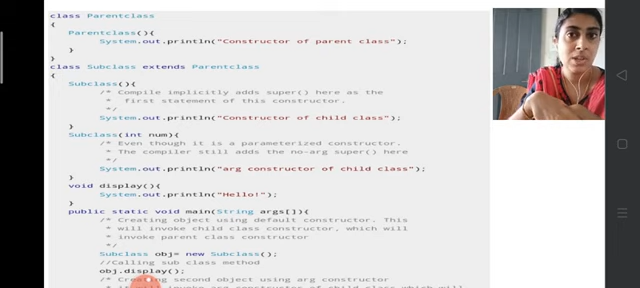 class Parentclass
{
Parentclass(){
System.out.println("Constructor of parent class");
}
}
class Subclass extends Parentclass
{
Subclass(){
/* Compile implicitly adds super() here as the
* first statement of this constructor.
*/
System.out.println("Constructor of child class");
}
Subclass(int num){
/* Even though it is a parameterized constructor.
* The compiler still adds the no-arg super() here
*/
System.out.println("arg constructor of child class");
}
void display(){
System.out.println("Hello!");
}
public static void main(String args[]){
/* Creating object using default constructor. This
* will invoke child class constructor, which will
* invoke parent class constructor
*/
Subclass obj= new Subclass();
//Calling sub class method
obj.display();
/* Creating second object using arg constructor